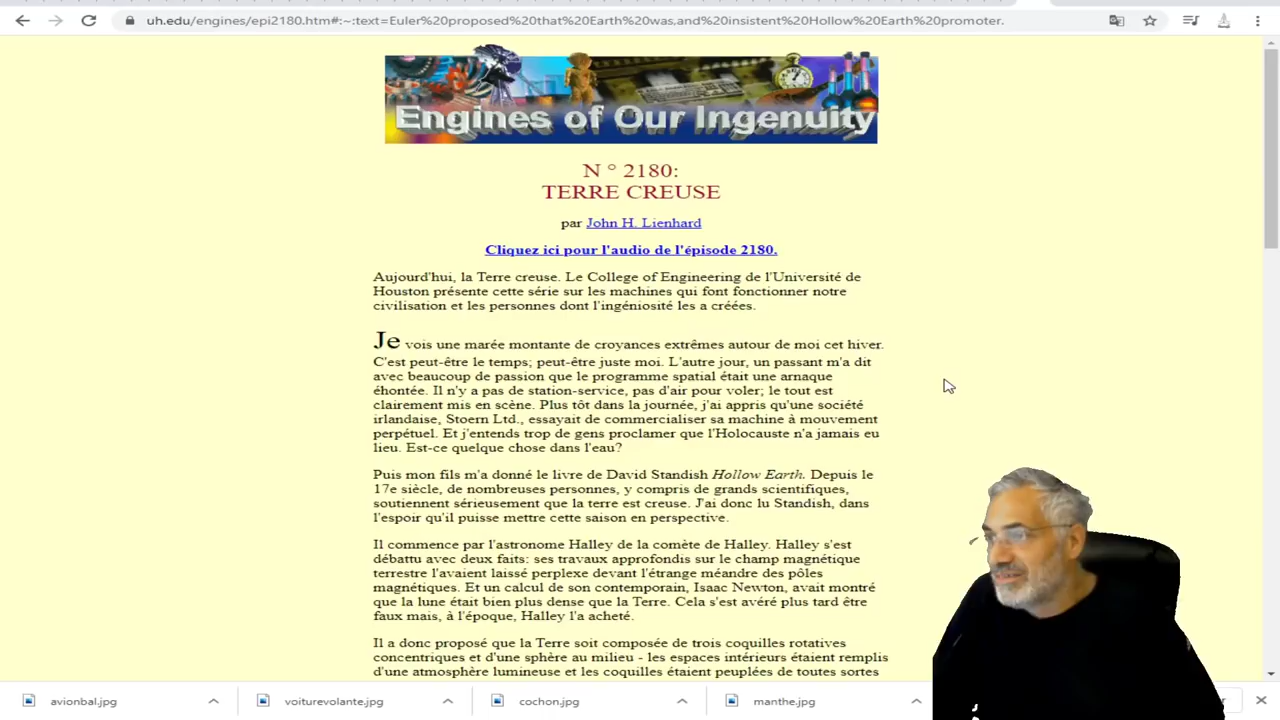 uh.edu/engines/epi2180.htm#:~:text=Euler%20proposed%20that%20Earth%20was,and%20insistent%20Hollow%20Earth%20promoter.
Engines of Our Ingenuity
N ° 2180:
TERRE CREUSE
par John H. Lienhard
Cliquez ici pour l'audio de l'épisode 2180.
Aujourd'hui, la Terre creuse. Le College of Engineering de l'Université de
Houston présente cette série sur les machines qui font fonctionner notre
civilisation et les personnes dont l'ingéniosité les a créées.
Je vois une marée montante de croyances extrêmes autour de moi cet hiver.
C'est peut-être le temps; peut-être juste moi. L'autre jour, un passant m'a dit
avec beaucoup de passion que le programme spatial était une arnaque
éhontée. Il n'y a pas de station-service, pas d'air pour voler; le tout est
clairement mis en scène. Plus tôt dans la journée, j'ai appris qu'une société
irlandaise, Stoern Ltd., essayait de commercialiser sa machine à mouvement
perpétuel. Et j'entends trop de gens proclamer que l'Holocauste n'a jamais eu
lieu. Est-ce quelque chose dans l'eau?
Puis mon fils m'a donné le livre de David Standish Hollow Earth. Depuis le
17e siècle, de nombreuses personnes, y compris de grands scientifiques,
soutiennent sérieusement que la terre est creuse. J'ai donc lu Standish, dans
l'espoir qu'il puisse mettre cette saison en perspective.
Il commence par l'astronome Halley de la comète de Halley. Halley s'est
débattu avec deux faits: ses travaux approfondis sur le champ magnétique
terrestre l'avaient laissé perplexe devant l'étrange méandre des pôles
magnétiques. Et un calcul de son contemporain, Isaac Newton, avait montré
que la lune était bien plus dense que la Terre. Cela s'est avéré plus tard être
faux mais, à l'époque, Halley l'a acheté.
Il a donc proposé que la Terre soit composée de trois coquilles rotatives
concentriques et d'une sphère au milieu - les espaces intérieurs étaient remplis
d'une atmosphère lumineuse et les coquilles étaient peuplées de toutes sortes
avionbal.jpg
voiturevolante.jpg
cochon.jpg
manthe.jpg